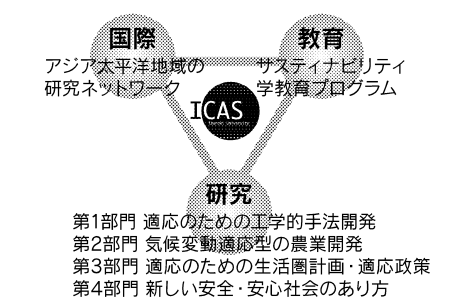 国際
アジア太平洋地域の
研究ネットワーク
教育
サスティナビリティ
学教育プログラム
ICAS
研究
第1部門 適応のための工学的手法開発
第2部門 気候変動適応型の農業開発
第3部門 適応のための生活圏計画・適応政策
第4部門 新しい安全・安心社会のあり方